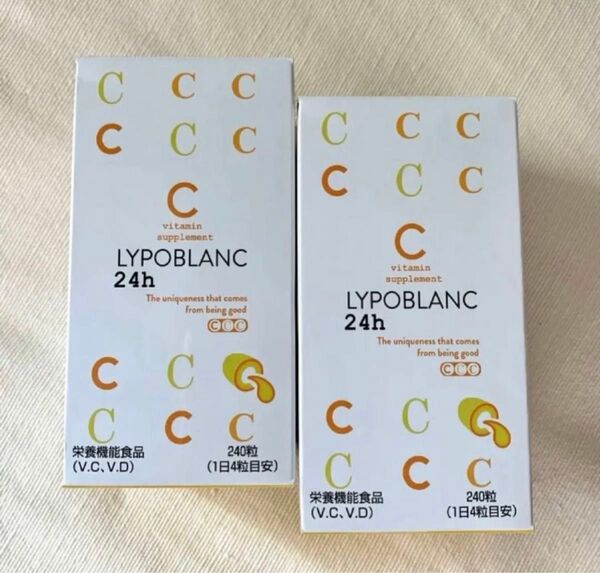 C C C
C C C
C
vitamin
supplement
LYPOBLANC
24h
The uniqueness that comes
from being good
CCC
C C C
C C C
栄養機能食品
(V.C、V.D)
240粒
(1日4粒目安)
C C C
C C C
C
vitamin
supplement
LYPOBLANC
24h
The uniqueness that comes
from being good
CCC
C C C
C C C
栄養機能食品
(V.C、V.D)
240粒
(1日4粒目安)